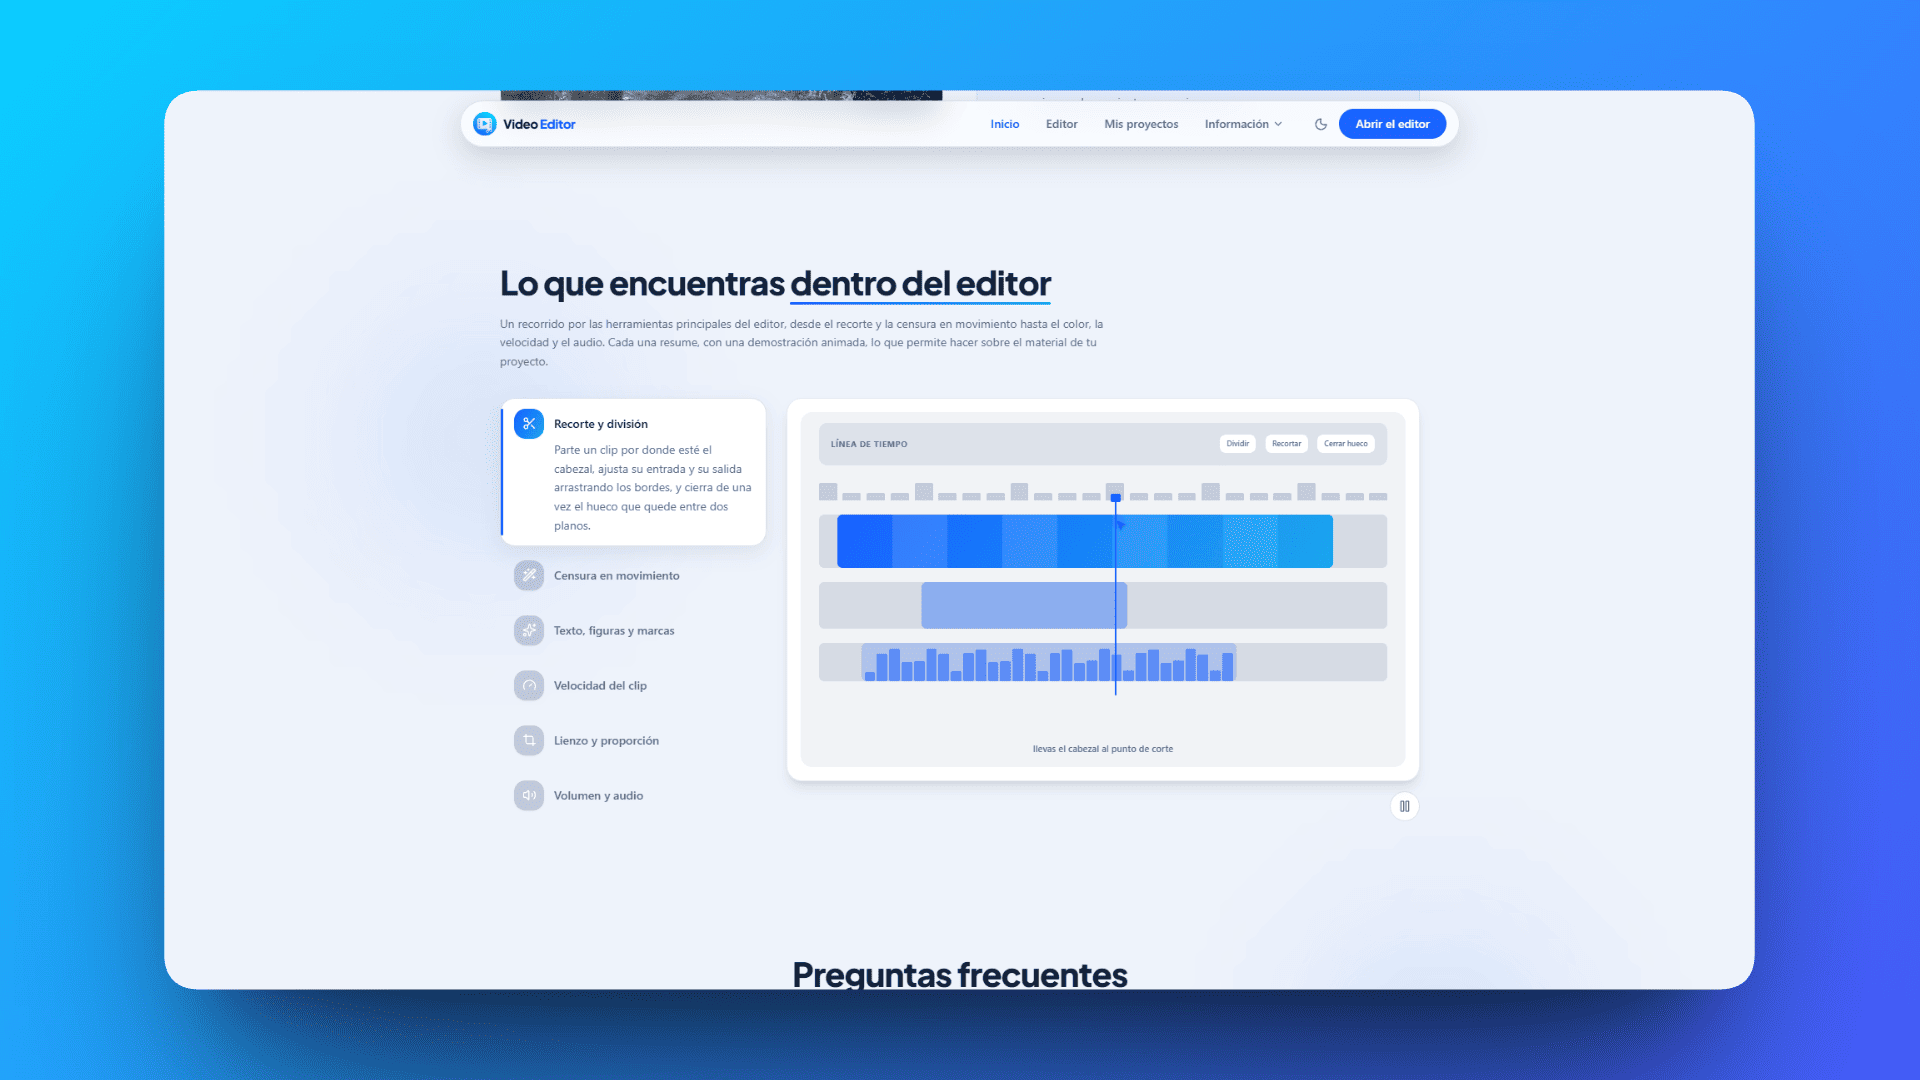 Video Editor
Inicio
Editor
Mis proyectos
Información
Abrir el editor
Lo que encuentras dentro del editor
Un recorrido por las herramientas principales del editor, desde el recorte y la censura en movimiento hasta el color, la
velocidad y el audio. Cada una resume, con una demostración animada, lo que permite hacer sobre el material de tu
proyecto.
Recorte y división
Parte un clip por donde esté el
cabezal, ajusta su entrada y su salida
arrastrando los bordes, y cierra de una
vez el hueco que quede entre dos
planos.
Censura en movimiento
Texto, figuras y marcas
Velocidad del clip
Lienzo y proporción
Volumen y audio
LÍNEA DE TIEMPO
Dividir
Recortar
Cerrar hueco
llevas el cabezal al punto de corte
Preguntas frecuentes